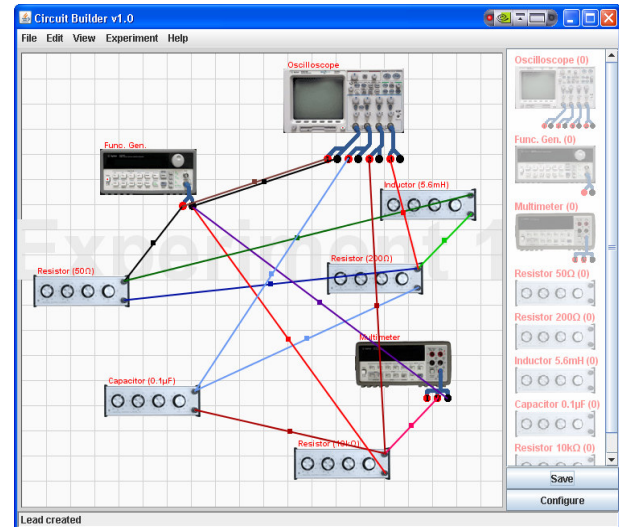 Circuit Builder v1.0
File Edit View Experiment Help
Oscilloscope
Func. Gen.
Inductor (5.6mH)
Experiment 1
Resistor (50Ω)
Resistor (200Ω)
Multimeter
Capacitor (0.1µF)
Resistor (10kΩ)
Oscilloscope (0)
Func. Gen. (0)
Multimeter (0)
Resistor 50Ω (0)
Resistor 200Ω (0)
Inductor 5.6mH (0)
Capacitor 0.1µF (0)
Resistor 10kΩ (0)
Save
Configure
Lead created